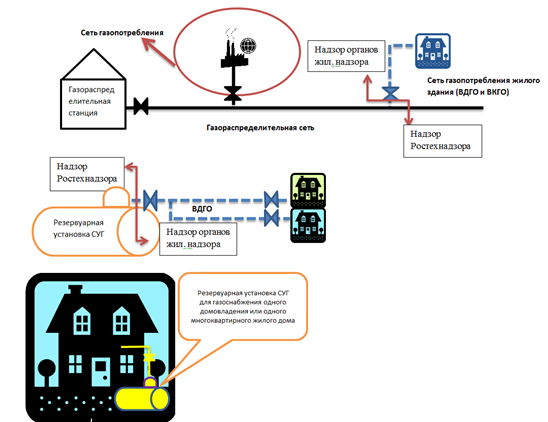 Сеть газопотребления
Надзор органов
жил. надзора
Газораспред
елительная
станция
Сеть газопотребления жилого
здания (ВДГО и ВКГО)
Газораспределительная сеть
Надзор
Ростехнадзора
Надзор
Ростехнадзора
ВДГО
Резервуарная
установка СУГ
Надзор органов
жил. надзора
Резервуарная установка СУГ
для газоснабжения одного
домовладения или одного
многоквартирного жилого дома